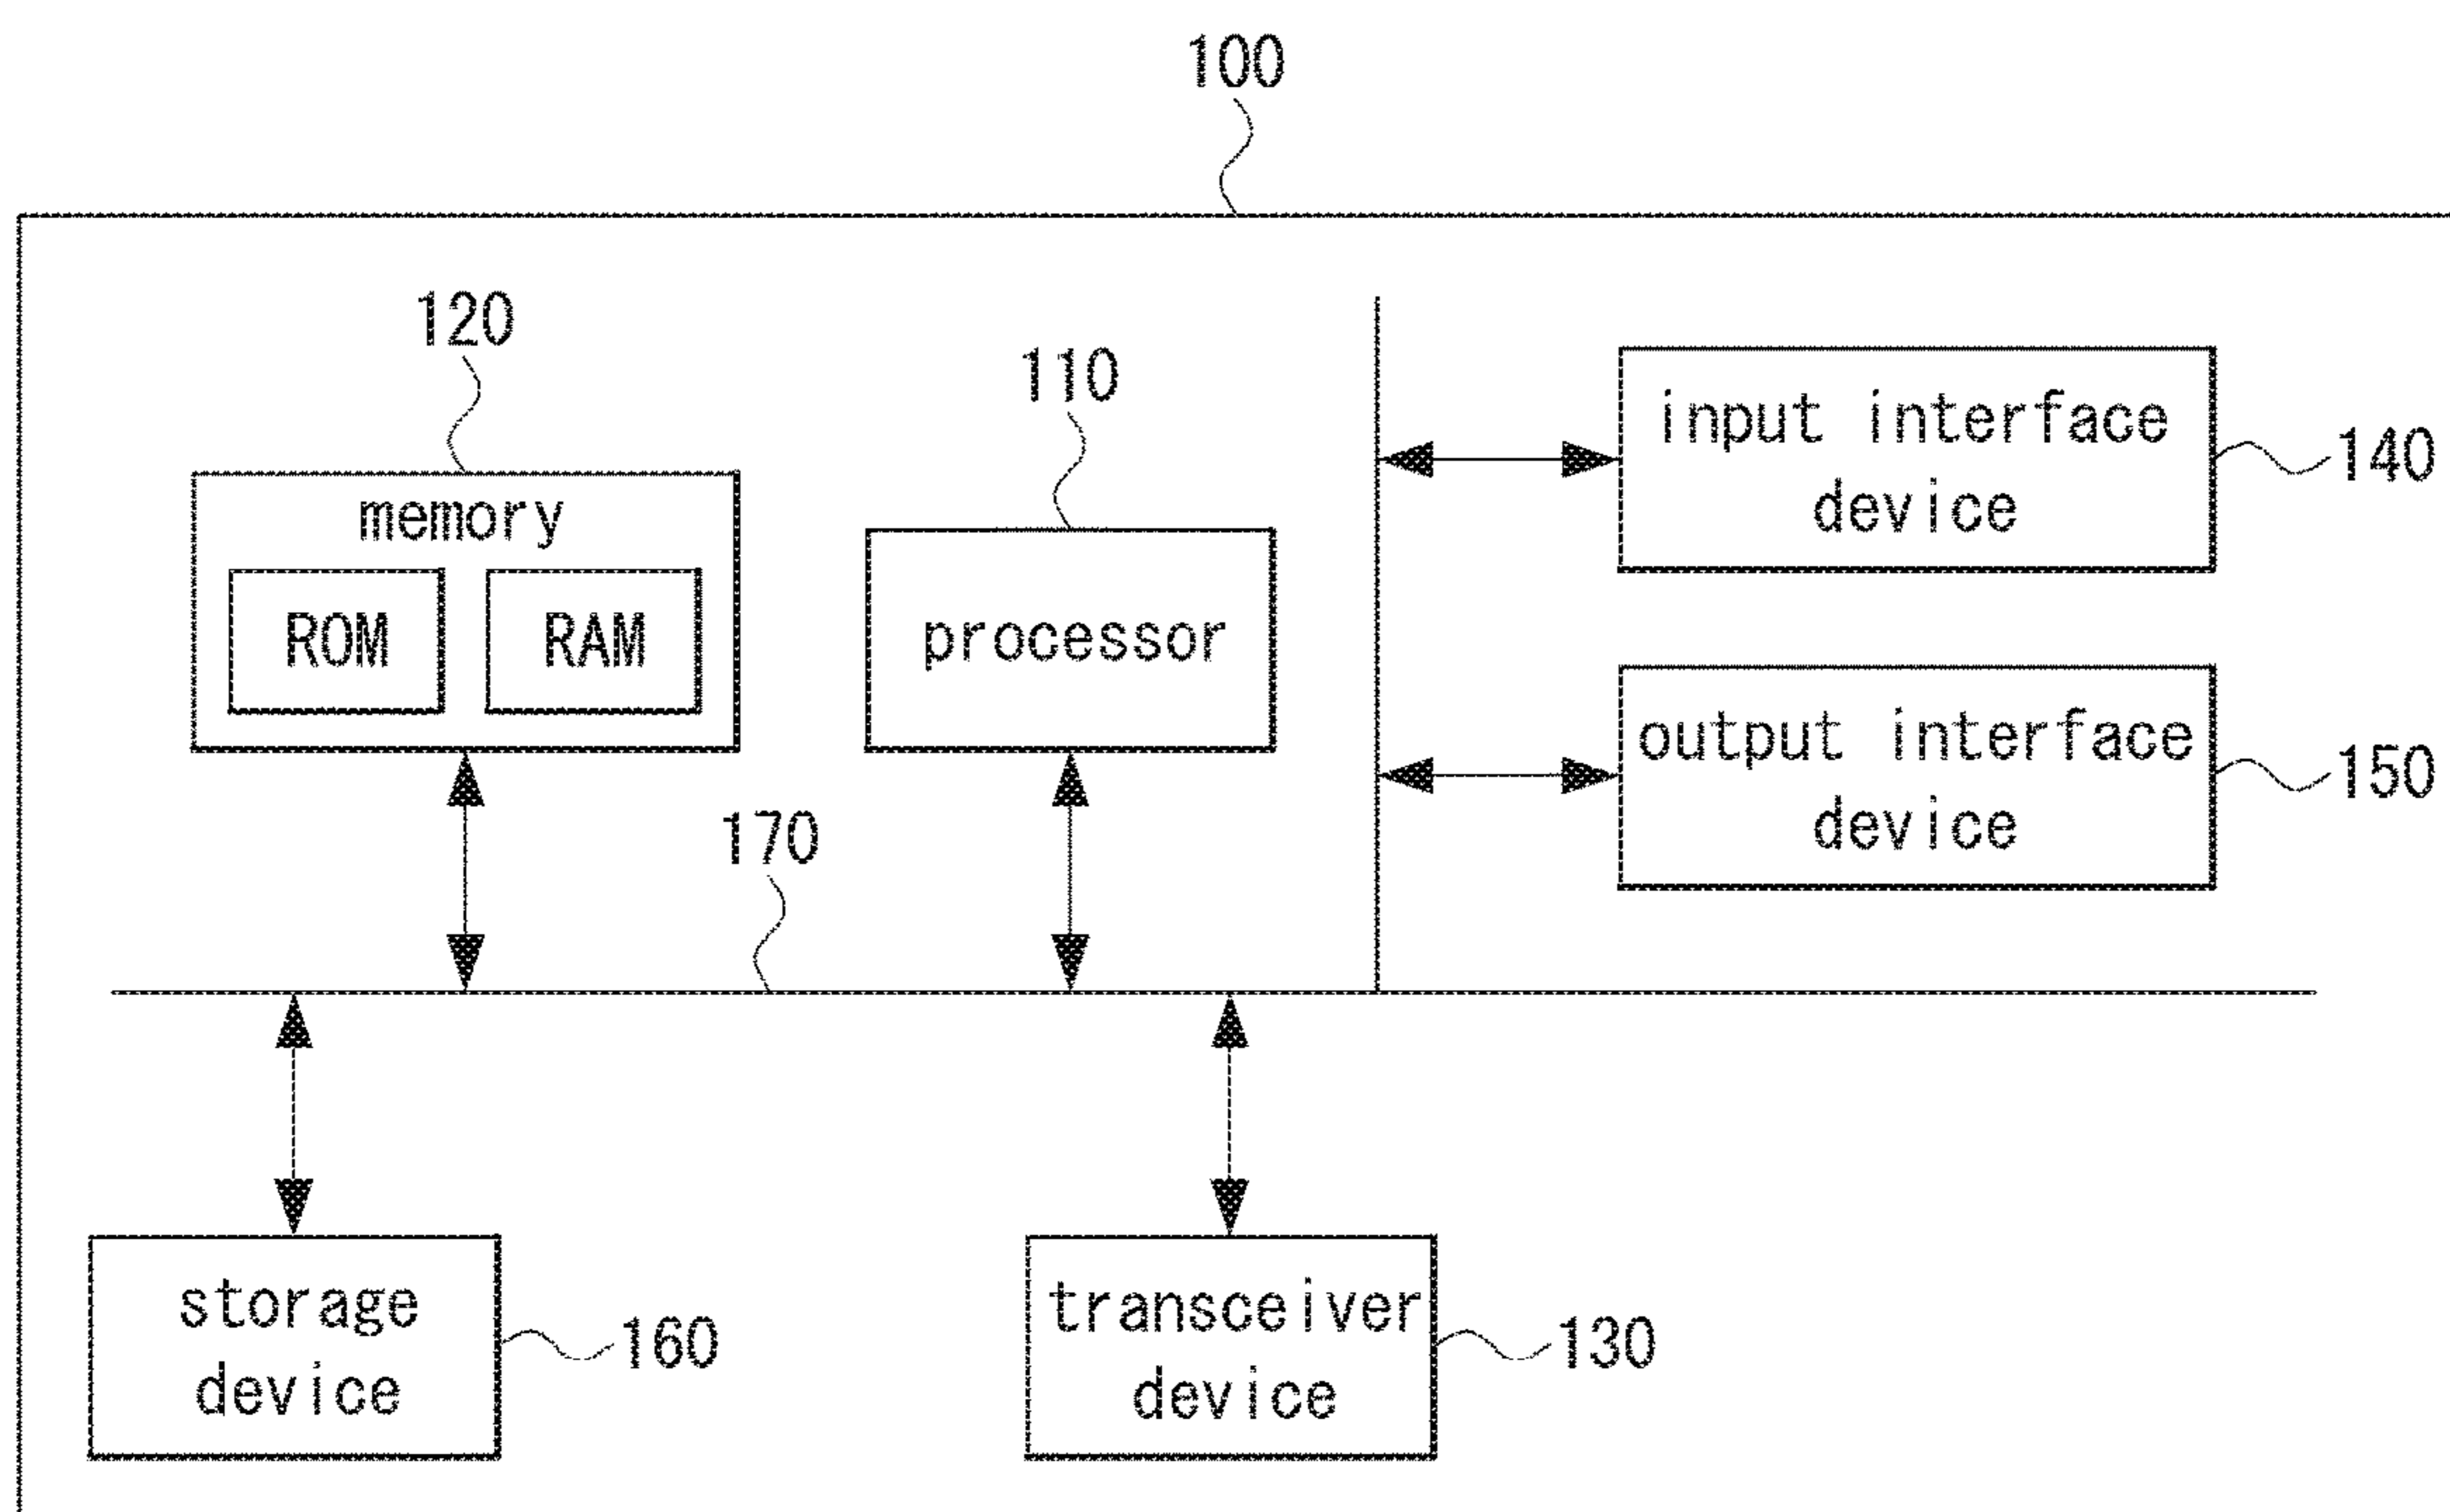 100
120
110
input interface
device
140
memory
ROM
RAM
processor
output interface
device
150
170
storage
device
160
transceiver
device
130